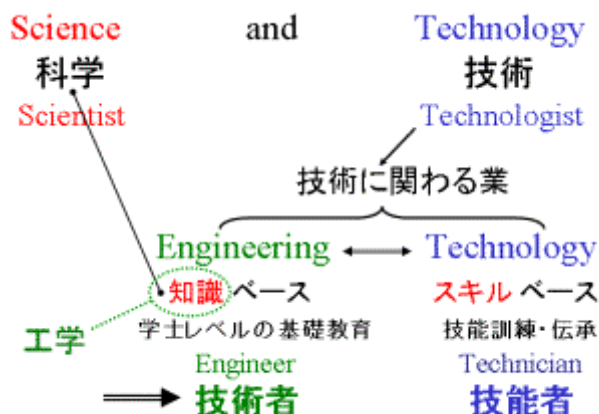 Science and Technology
科学 技術
Scientist Technologist
技術に関わる業
Engineering Technology
知識ベース スキルベース
学士レベルの基礎教育 技能訓練・伝承
工学
Engineer Technician
技術者 技能者